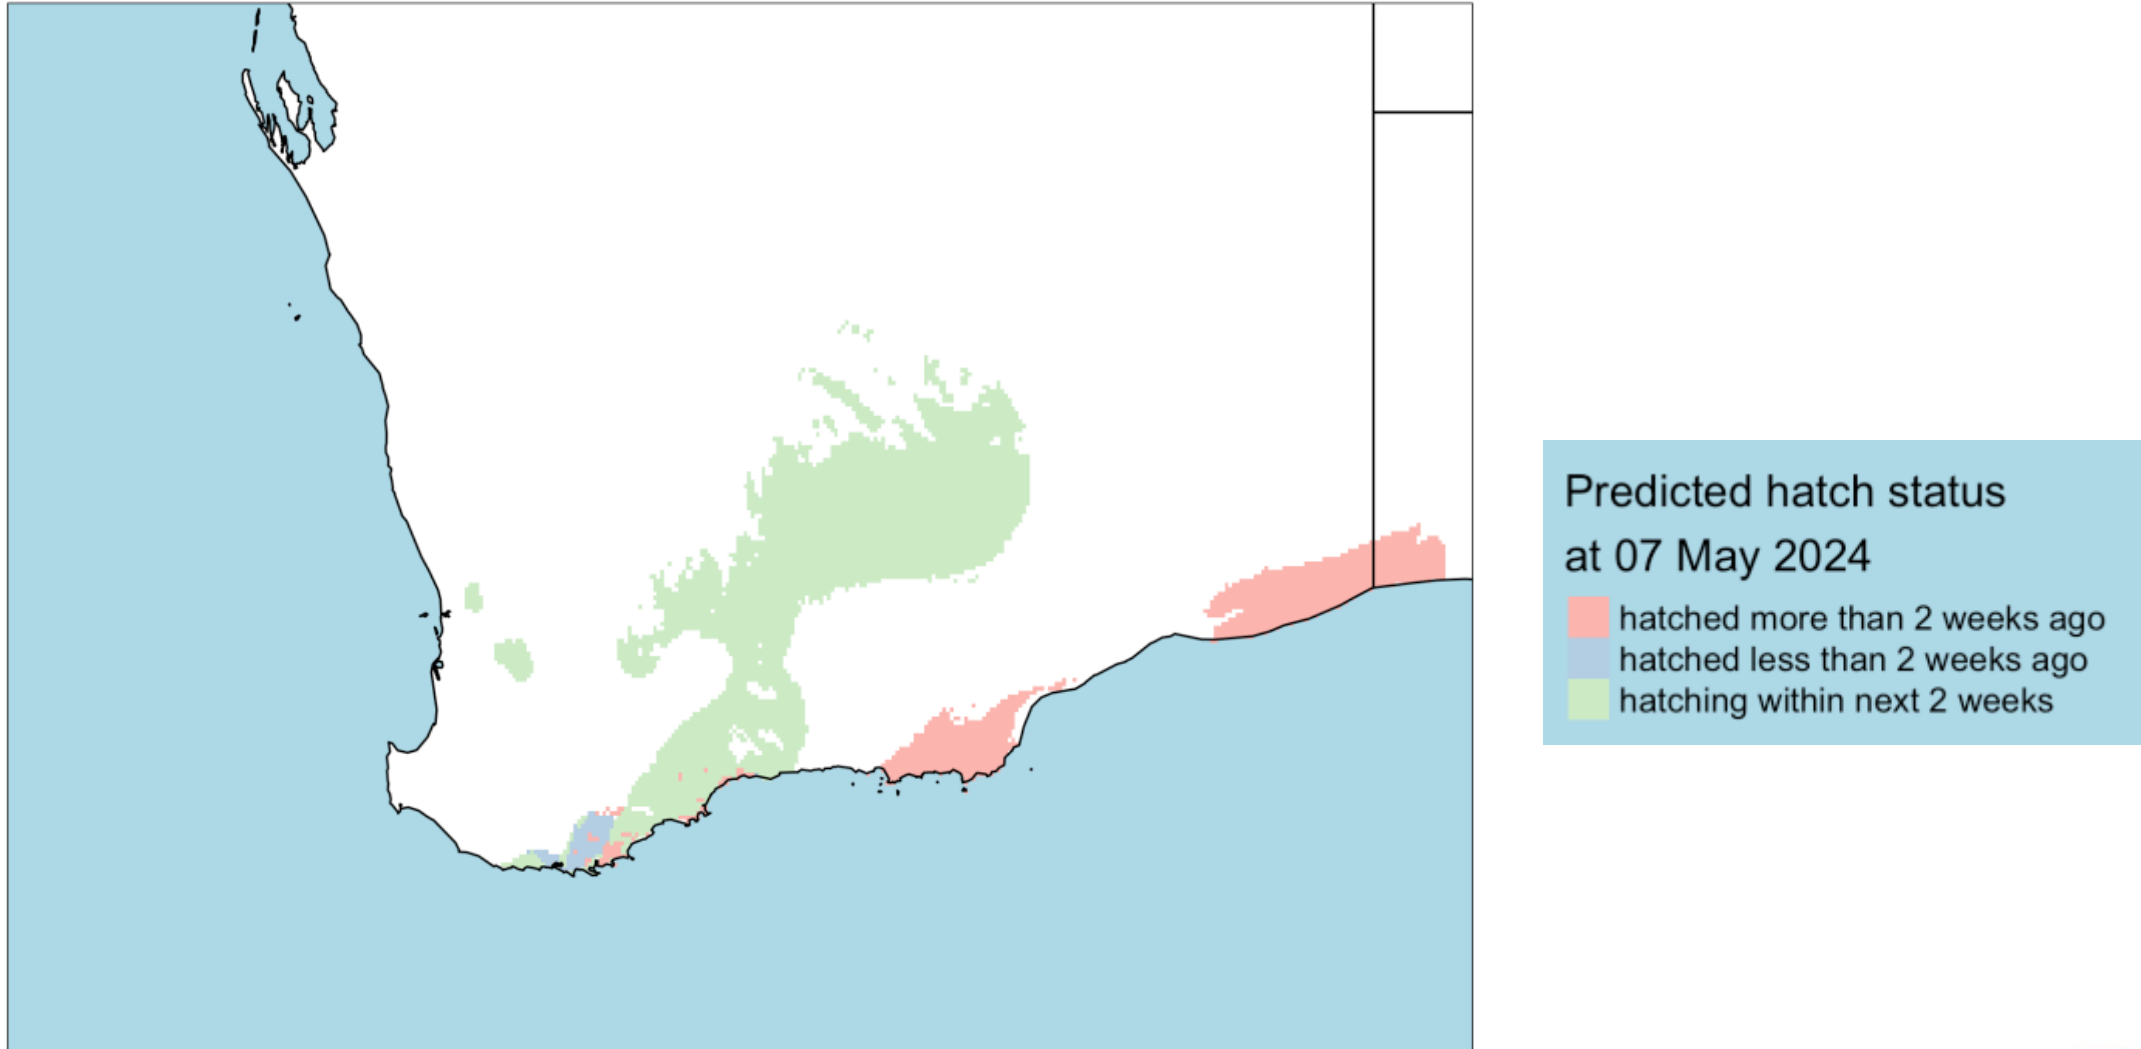 Predicted hatch status
at 07 May 2024
hatched more than 2 weeks ago
hatched less than 2 weeks ago
hatching within next 2 weeks